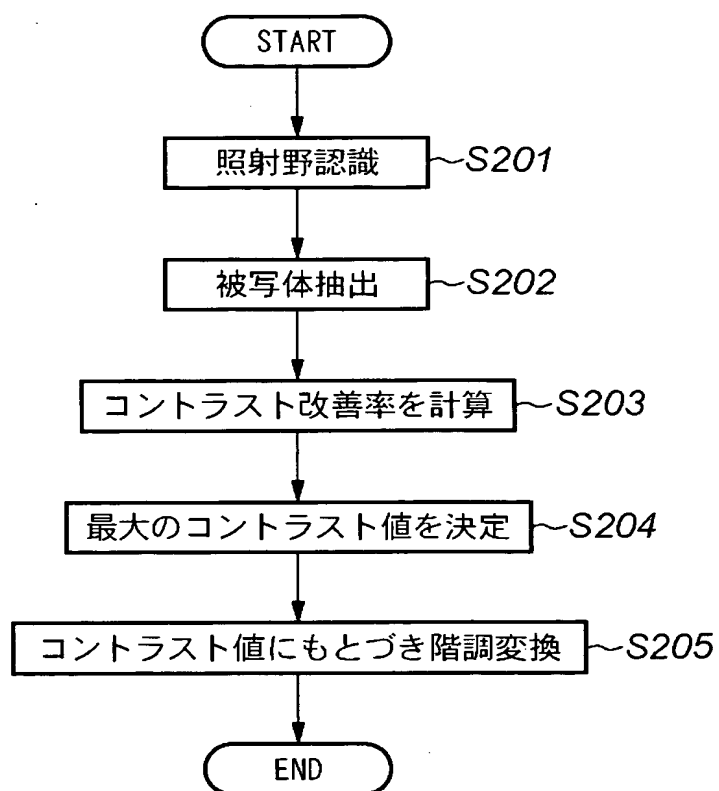 START
照射野認識 S201
被写体抽出 S202
コントラスト改善率を計算 S203
最大のコントラスト値を決定 S204
コントラスト値にもとづき階調変換 S205
END